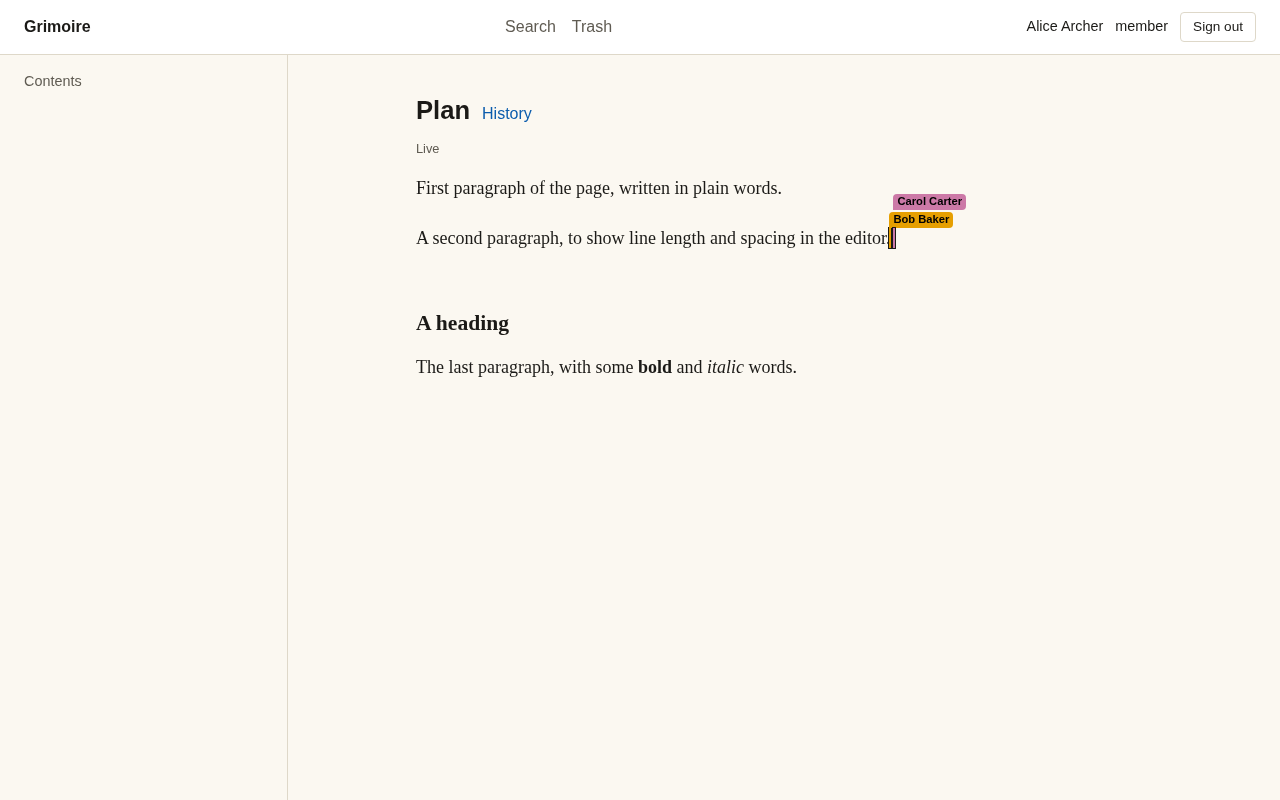 Grimoire
Search Trash
Alice Archer member Sign out
Contents
Plan History
Live
First paragraph of the page, written in plain words.
Carol Carter
Bob Baker
A second paragraph, to show line length and spacing in the editor.
A heading
The last paragraph, with some bold and italic words.